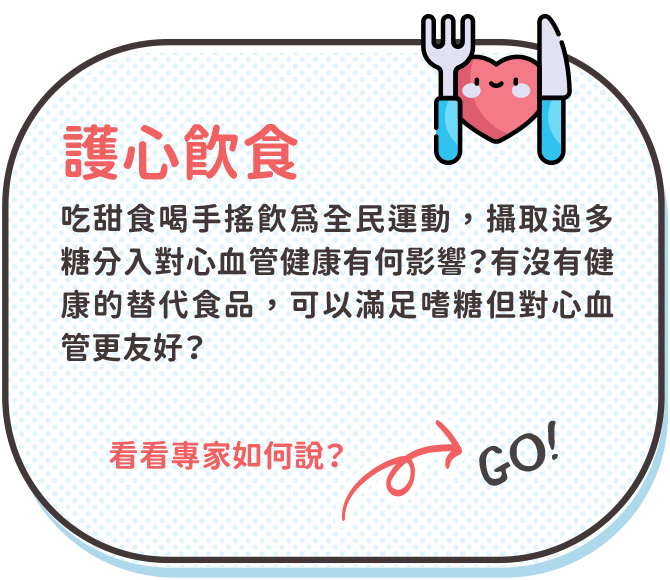 護心飲食
吃甜食喝手搖飲爲全民運動，攝取過多
糖分入對心血管健康有何影響？有沒有健
康的替代食品，可以滿足嗜糖但對心血
管更友好？
看看專家如何說？
GO!